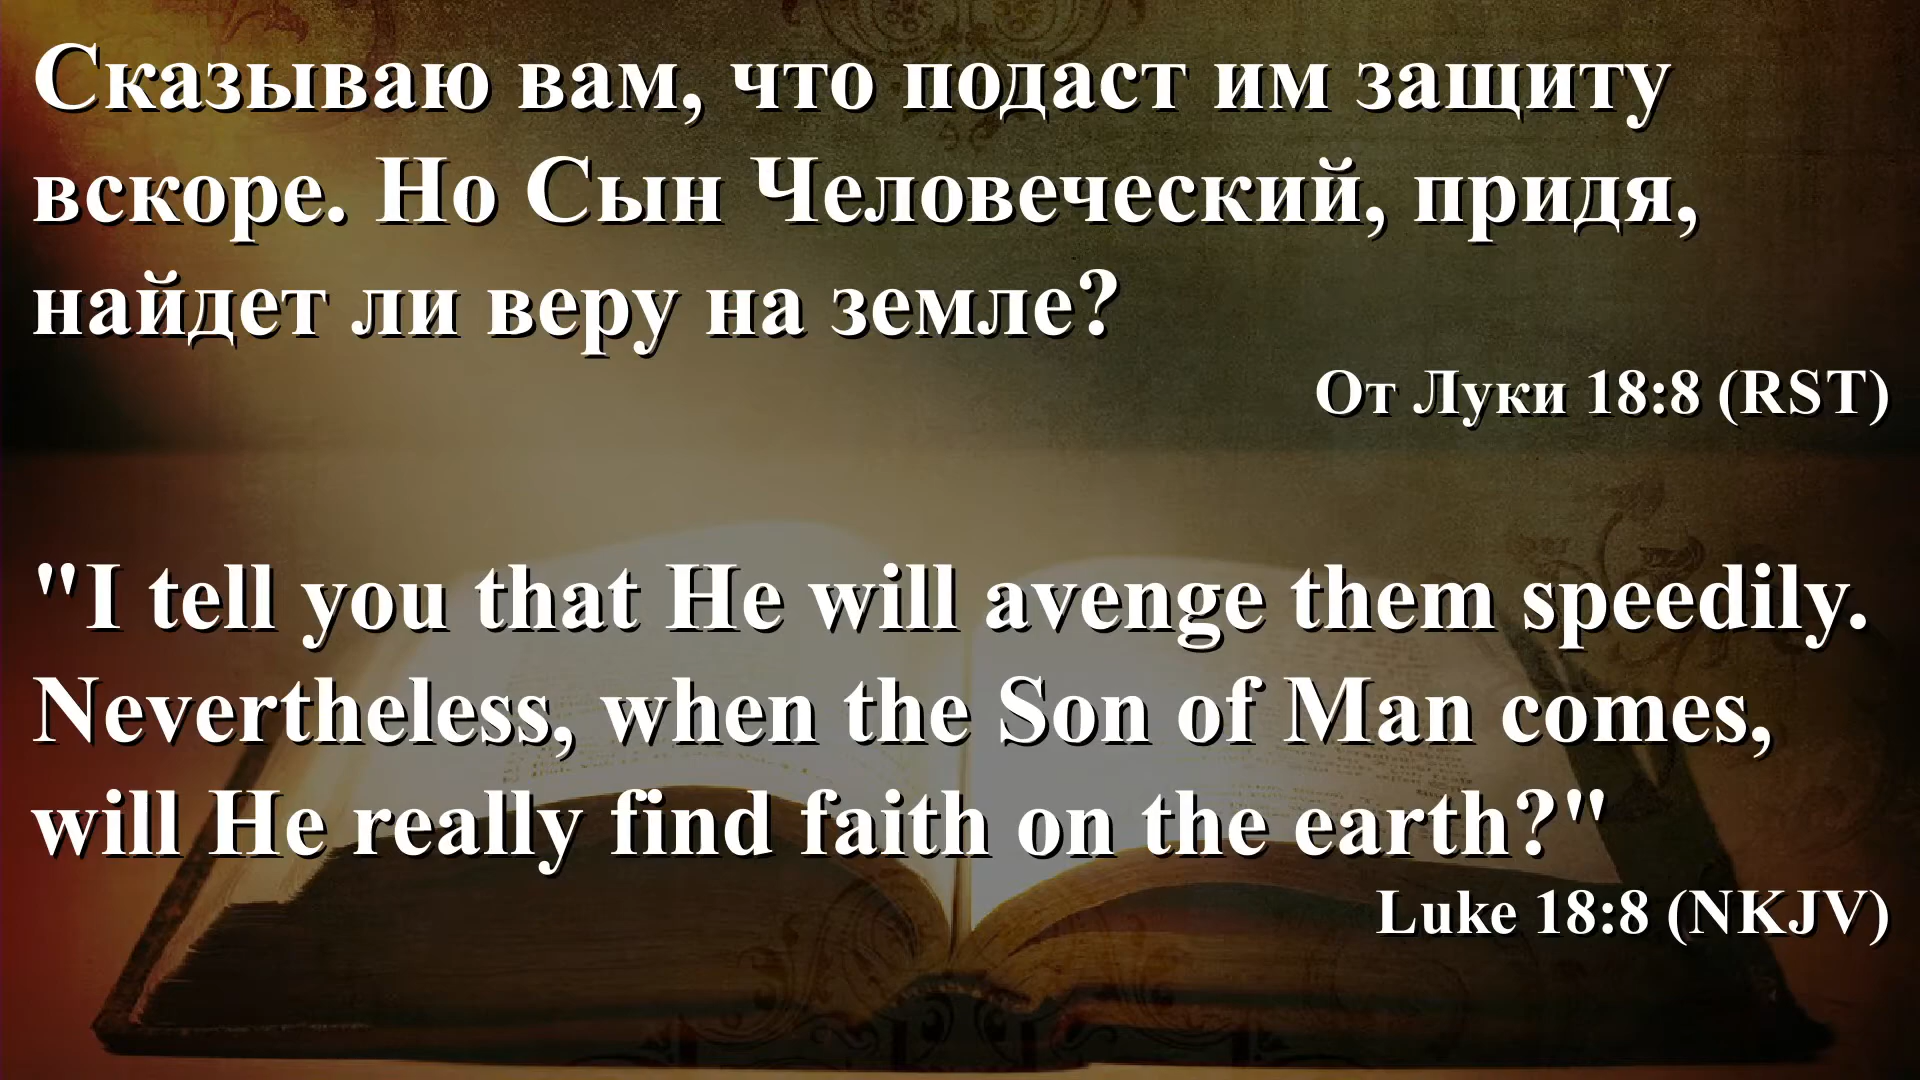 Сказываю вам, что подаст им защиту
вскоре. Но Сын Человеческий, придя,
найдет ли веру на земле?
От Луки 18:8 (RST)
"I tell you that He will avenge them speedily.
Nevertheless, when the Son of Man comes,
will He really find faith on the earth?"
Luke 18:8 (NKJV)